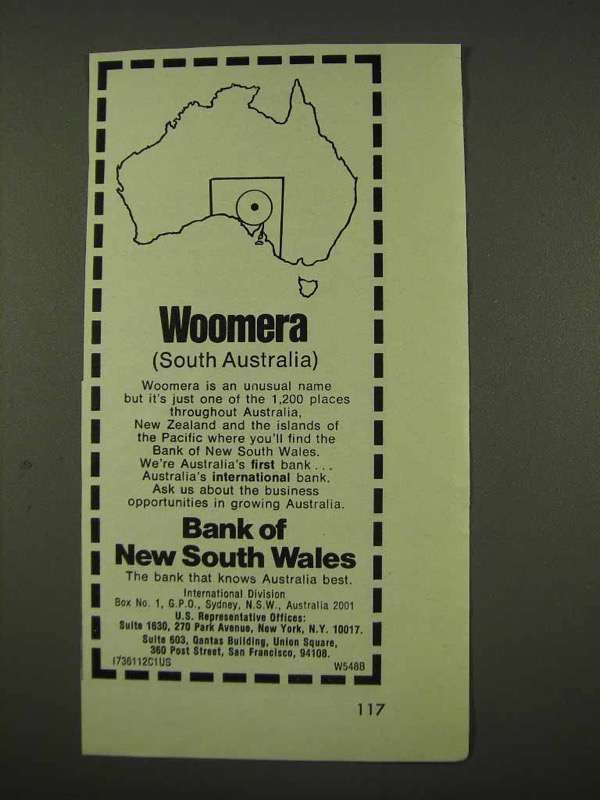 Woomera
(South Australia)
Woomera is an unusual name
but it's just one of the 1,200 places
throughout Australia,
New Zealand and the islands of
the Pacific where you'll find the
Bank of New South Wales.
We're Australia's first bank...
Australia's international bank.
Ask us about the business
opportunities in growing Australia.
Bank of
New South Wales
The bank that knows Australia best.
International Division
Box No. 1, G.P.O., Sydney, N.S.W., Australia 2001
U.S. Representative Offices:
Suite 1630, 270 Park Avenue, New York, N.Y. 10017.
Suite 603, Qantas Building, Union Square,
360 Post Street, San Francisco, 94108.
1736112C1US W548B
117